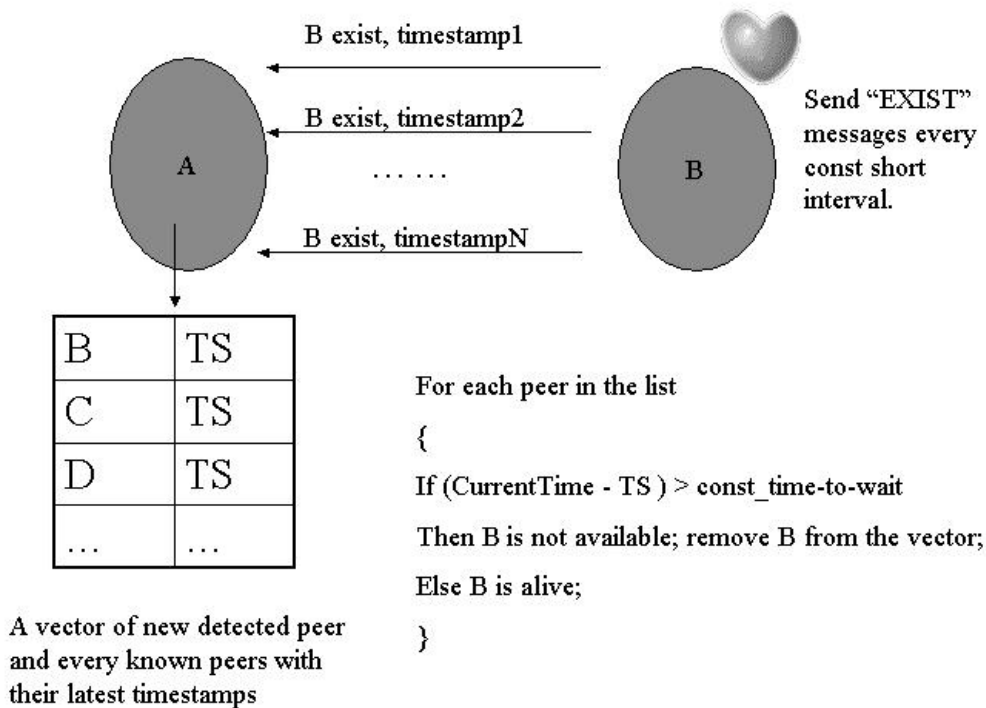 B exist, timestamp1
Send “EXIST”
messages every
const short
interval.
B exist, timestamp2
A
... ...
B
B exist, timestampN
B TS
C TS
D TS
... ...
A vector of new detected peer
and every known peers with
their latest timestamps
For each peer in the list
{
If (CurrentTime - TS ) > const_time-to-wait
Then B is not available; remove B from the vector;
Else B is alive;
}